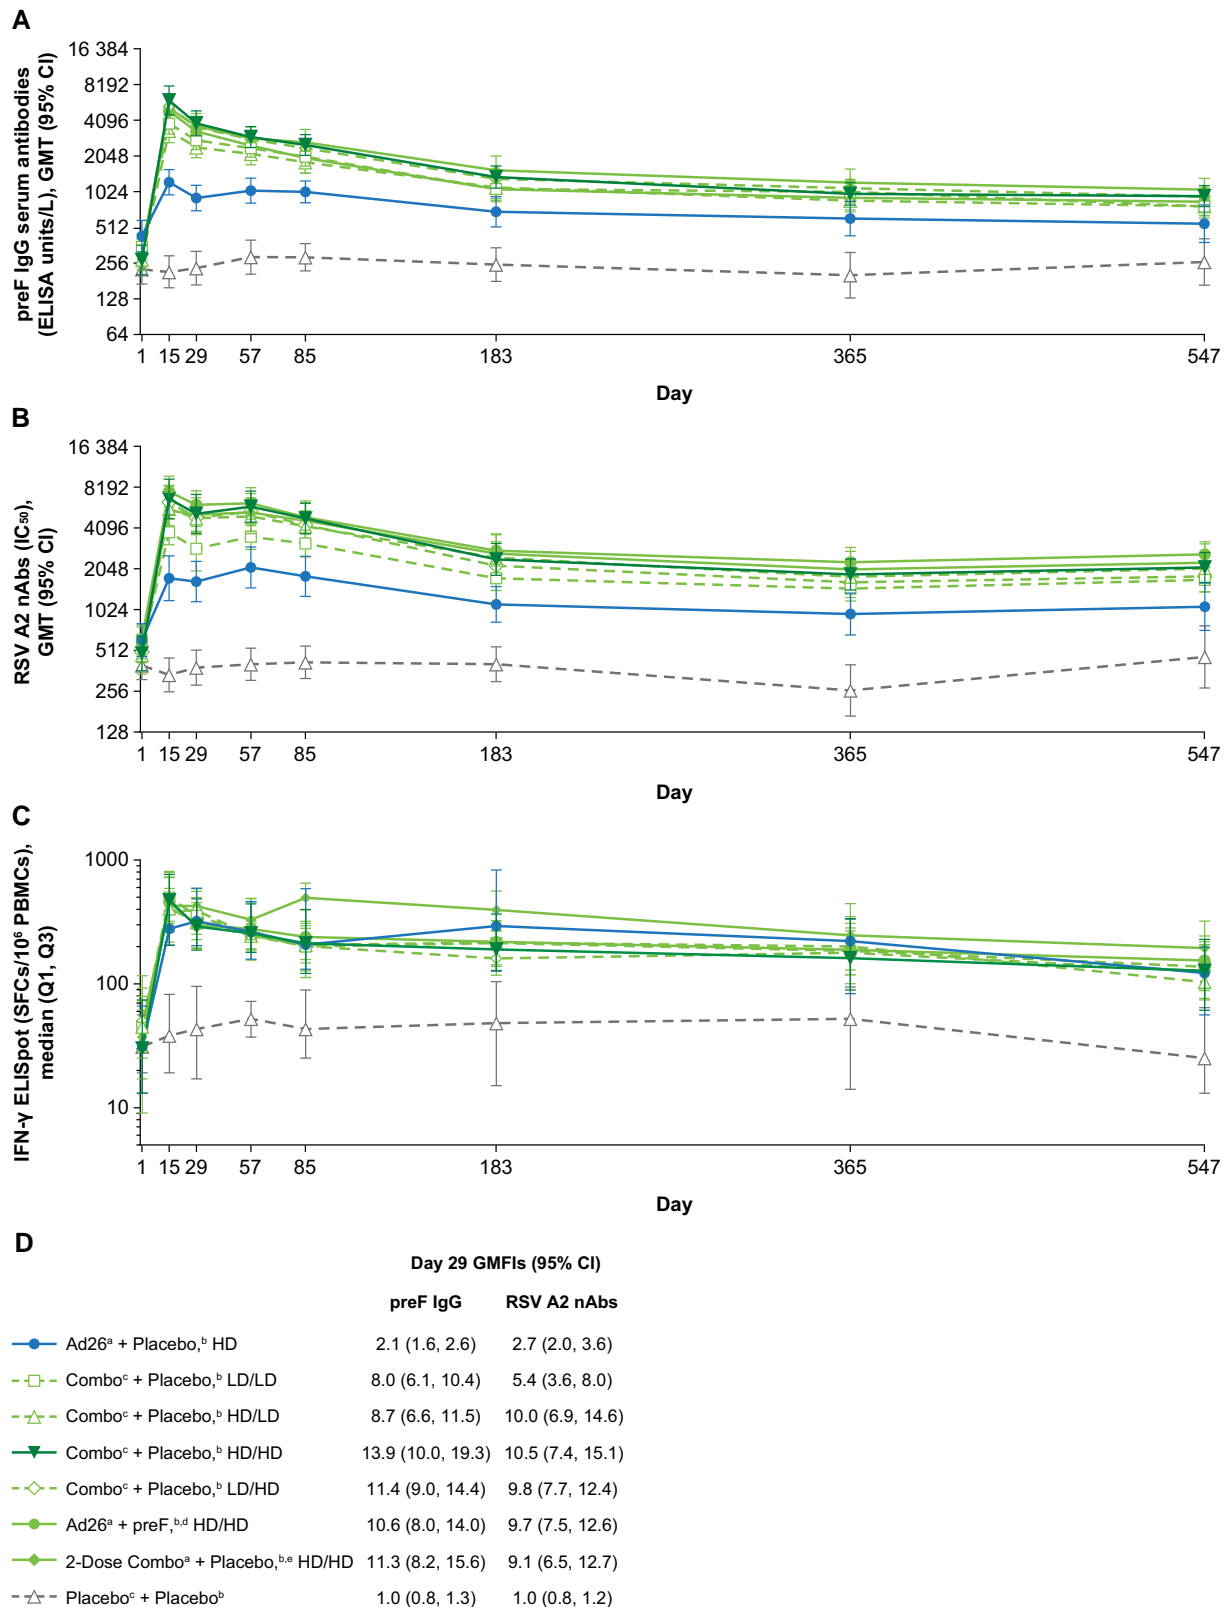 A
preF IgG serum antibodies
(ELISA units/L), GMT (95% CI)
16 384
8192
4096
2048
1024
512
256
128
64
1 15 29 57 85 183 365 547
Day
B
RSV A2 nAbs (IC₅₀),
GMT (95% CI)
16 384
8192
4096
2048
1024
512
256
128
1 15 29 57 85 183 365 547
Day
C
IFN-γ ELISpot (SFCs/10⁶ PBMCs),
median (Q1, Q3)
1000
100
10
1 15 29 57 85 183 365 547
Day
D
Day 29 GMFIs (95% CI)
preF IgG RSV A2 nAbs
Ad26ᵃ + Placebo,ᵇ HD 2.1 (1.6, 2.6) 2.7 (2.0, 3.6)
Comboᶜ + Placebo,ᵇ LD/LD 8.0 (6.1, 10.4) 5.4 (3.6, 8.0)
Comboᶜ + Placebo,ᵇ HD/LD 8.7 (6.6, 11.5) 10.0 (6.9, 14.6)
Comboᶜ + Placebo,ᵇ HD/HD 13.9 (10.0, 19.3) 10.5 (7.4, 15.1)
Comboᶜ + Placebo,ᵇ LD/HD 11.4 (9.0, 14.4) 9.8 (7.7, 12.4)
Ad26ᵃ + preF,ᵇ,ᵈ HD/HD 10.6 (8.0, 14.0) 9.7 (7.5, 12.6)
2-Dose Comboᵃ + Placebo,ᵇ,ᵉ HD/HD 11.3 (8.2, 15.6) 9.1 (6.5, 12.7)
Placeboᶜ + Placeboᵇ 1.0 (0.8, 1.3) 1.0 (0.8, 1.2)